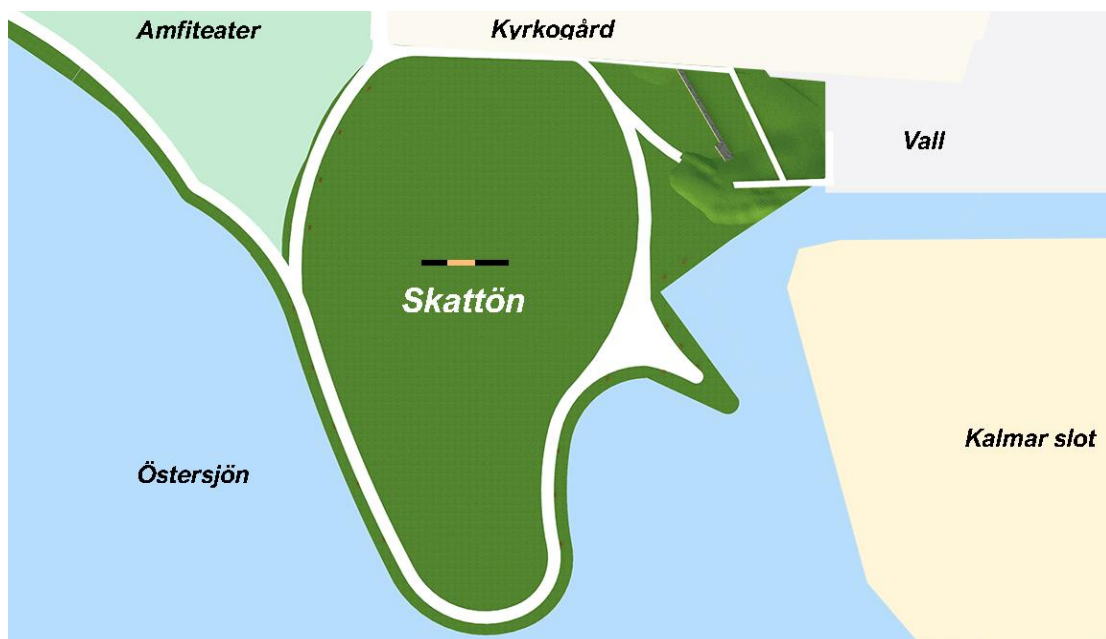 Amfiteater
Kyrkogård
Vall
Skattön
Kalmar slot
Östersjön